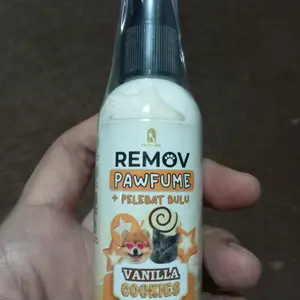 REMOV
PAWFUME
+ PELEBAT BULU
VANILLA
COOKIES